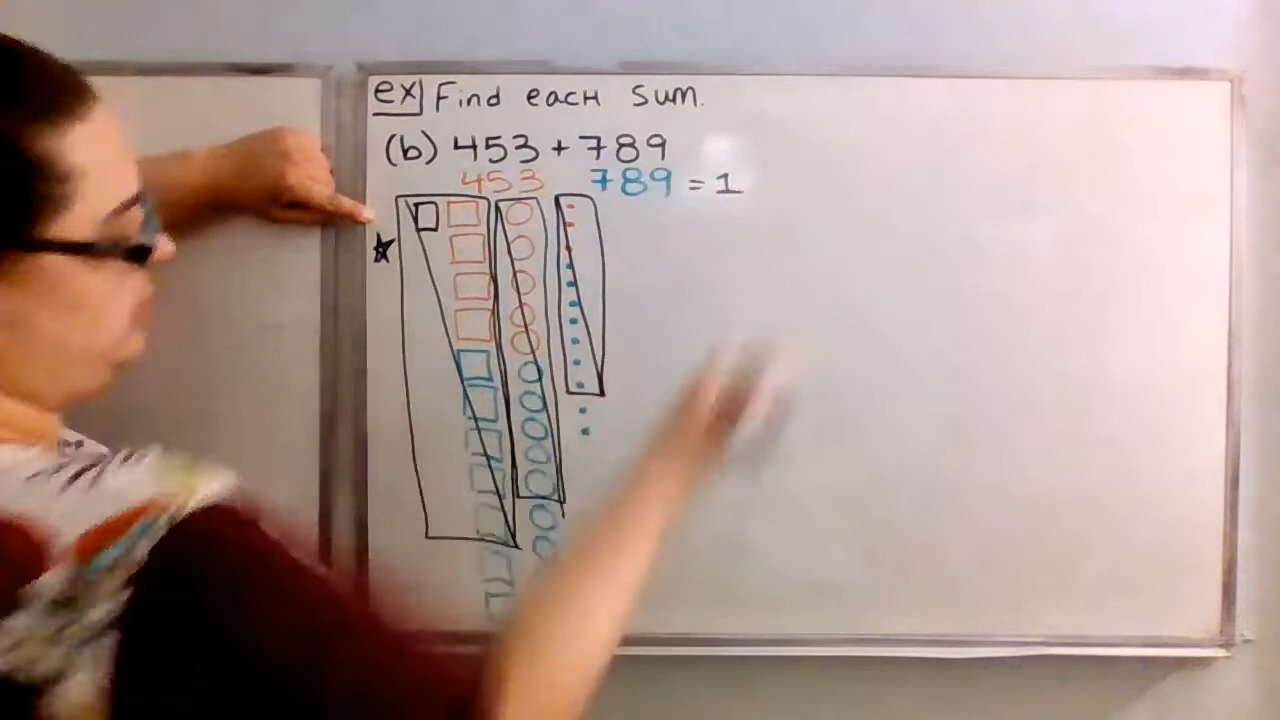 ex Find each sum.
(b) 453 + 789
453 789 = 1